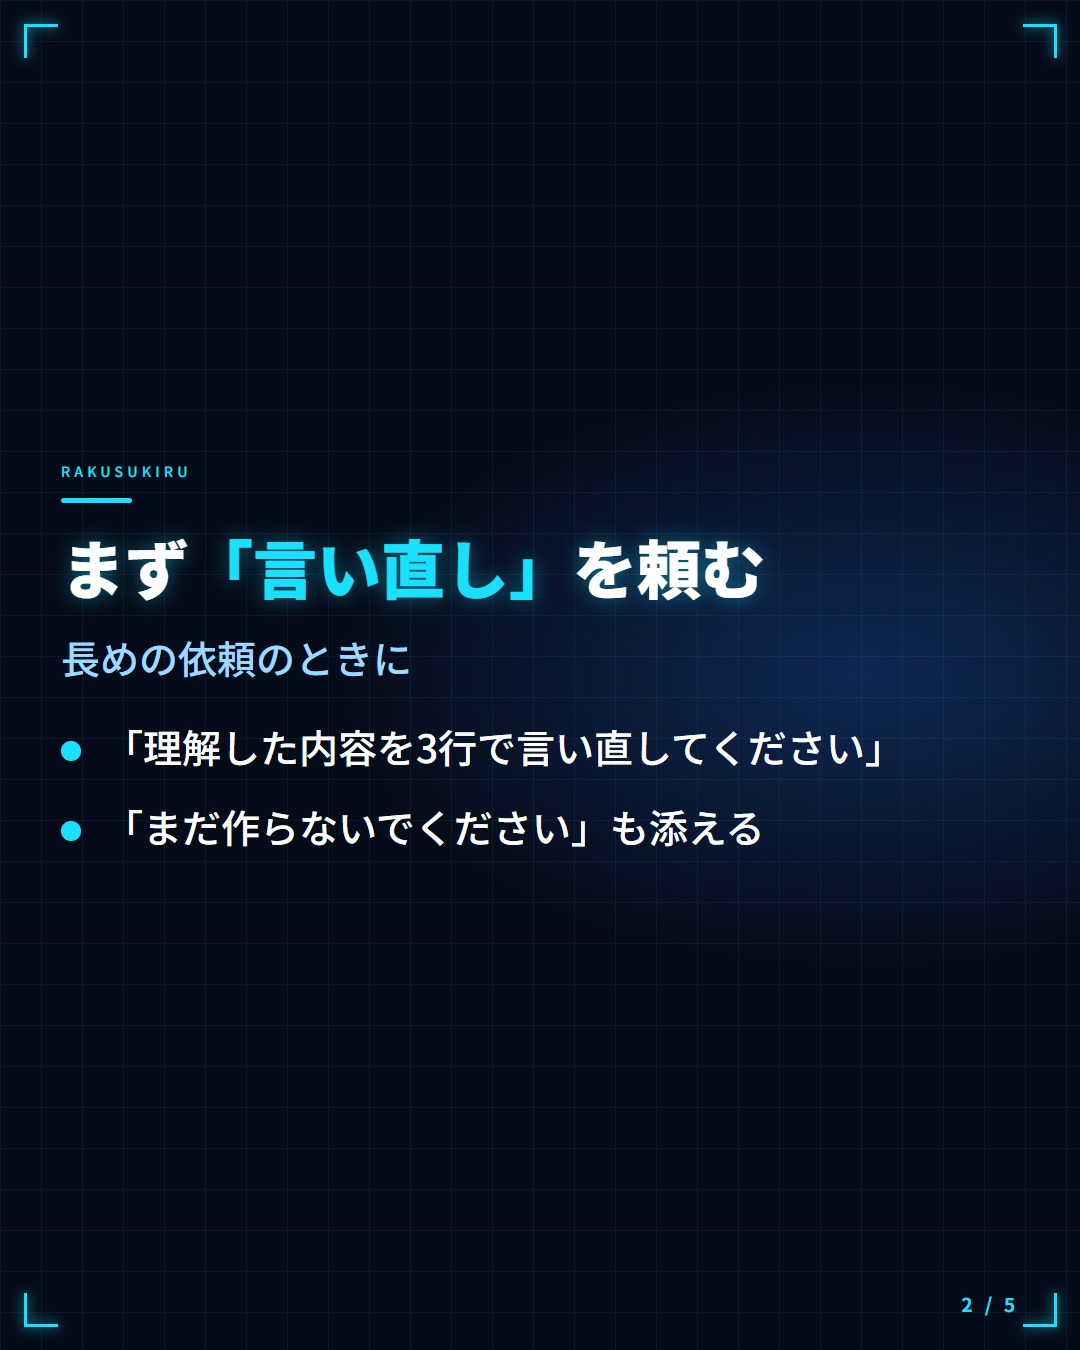 RAKUSUKIRU
まず「言い直し」を頼む
長めの依頼のときに
「理解した内容を3行で言い直してください」
「まだ作らないでください」も添える
2 / 5